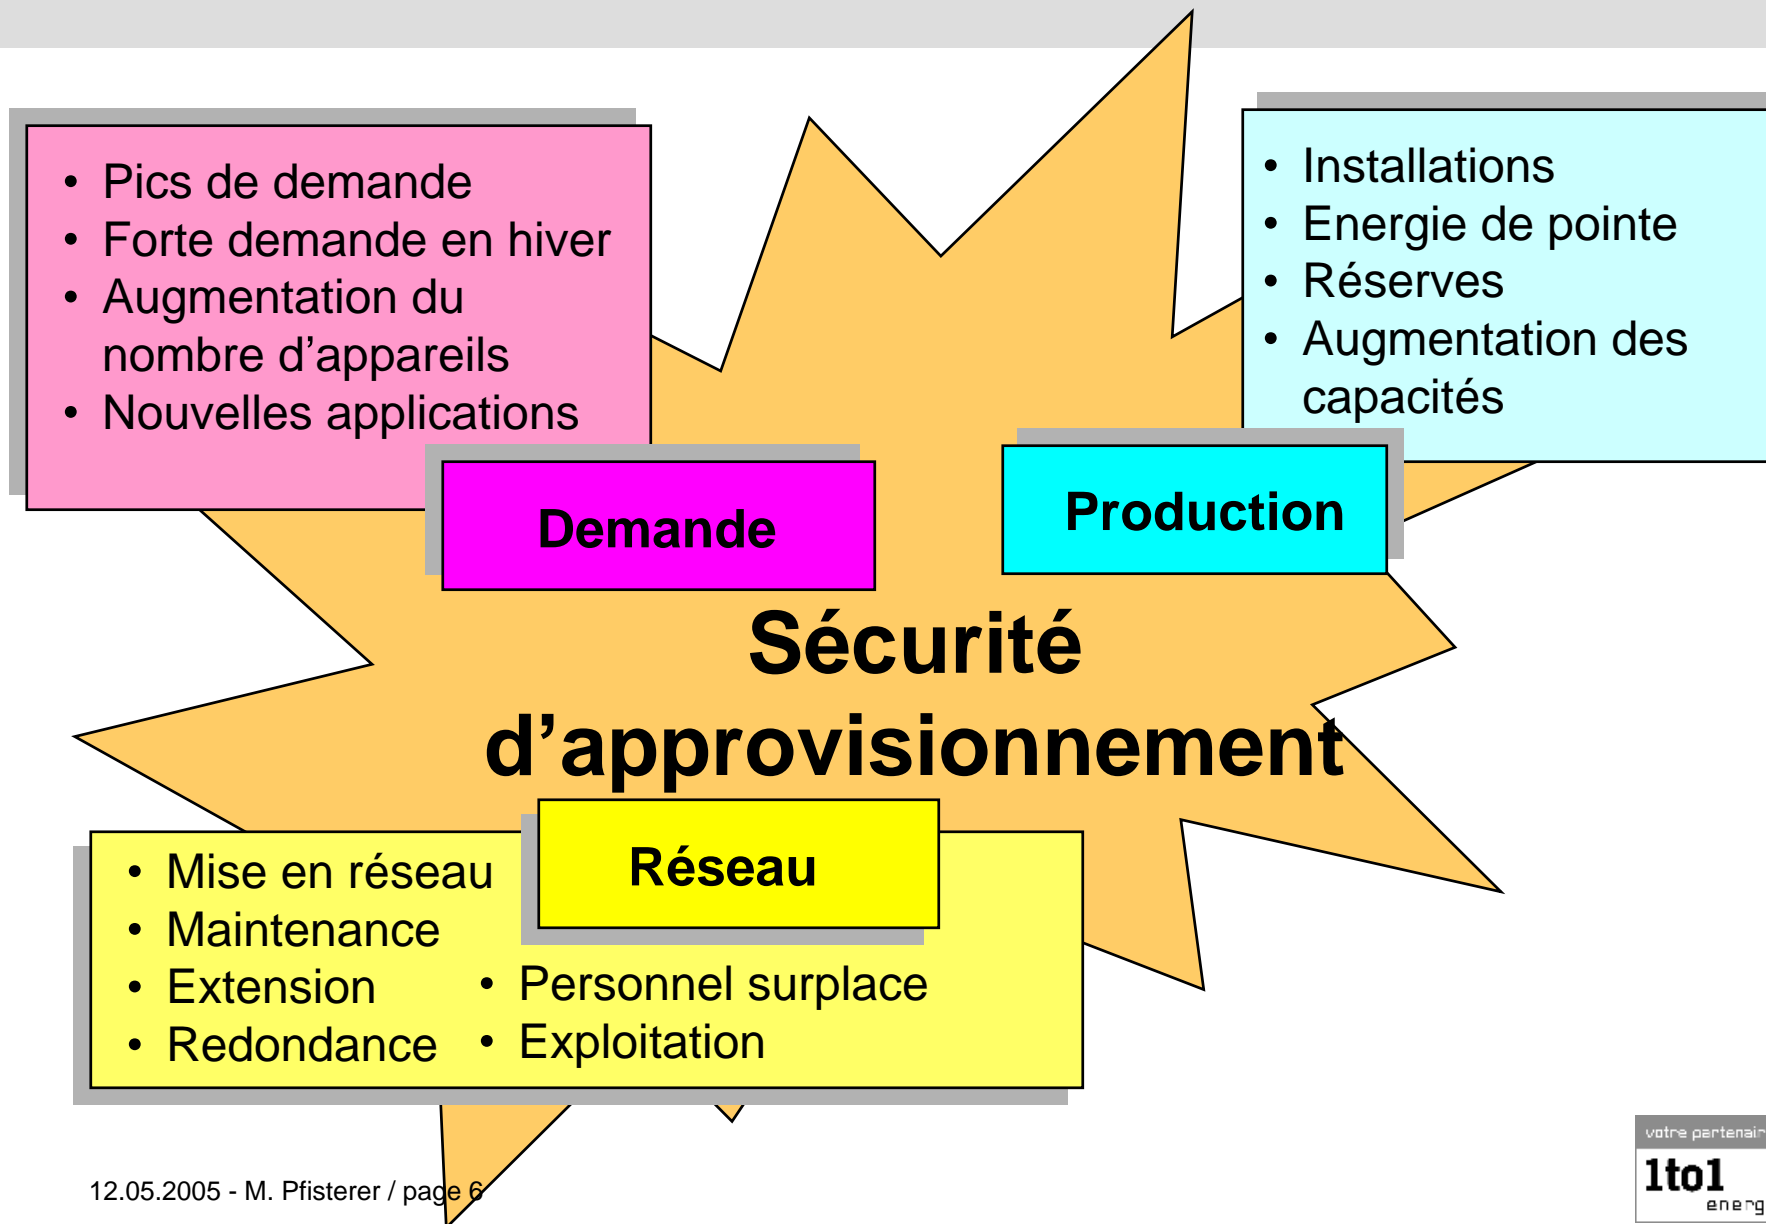 • Pics de demande
• Forte demande en hiver
• Augmentation du
nombre d’appareils
• Nouvelles applications
Demande
• Installations
• Energie de pointe
• Réserves
• Augmentation des
capacités
Production
Sécurité
d’approvisionnement
Réseau
• Mise en réseau
• Maintenance
• Extension
• Redondance
• Personnel surplace
• Exploitation
12.05.2005 - M. Pfisterer / page 6
votre partenair
1to1
energ